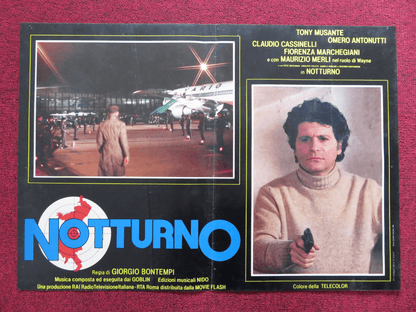 TONY MUSANTE
OMERO ANTONUTTI
CLAUDIO CASSINELLI
FIORENZA MARCHEGIANI
e con MAURIZIO MERLI nel ruolo di Wayne
in NOTTURNO
NOTTURNO
Regia di GIORGIO BONTEMPI
Musica composta ed eseguita dai GOBLIN Edizioni musicali NIDO
Una produzione RAI RadioTelevisioneItaliana - RTA Roma distribuita dalla MOVIE FLASH
Colore della TELECOLOR